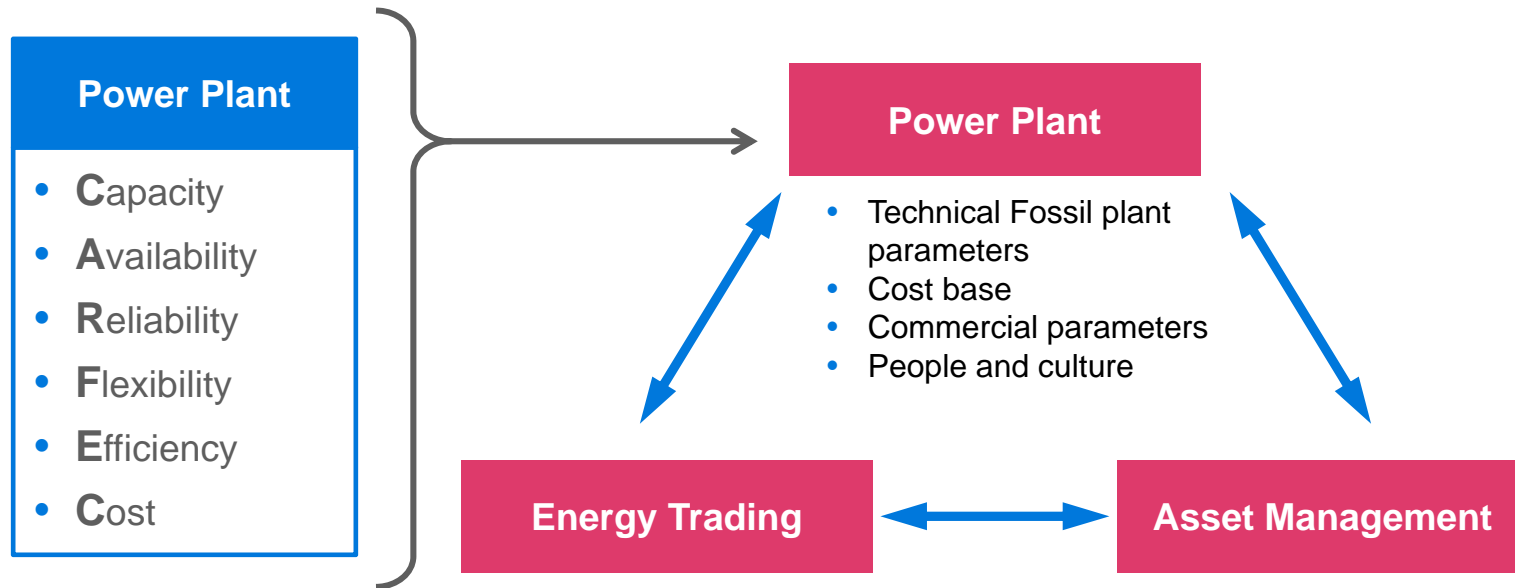 Power Plant
• Capacity
• Availability
• Reliability
• Flexibility
• Efficiency
• Cost
Power Plant
• Technical Fossil plant
parameters
• Cost base
• Commercial parameters
• People and culture
Energy Trading
Asset Management